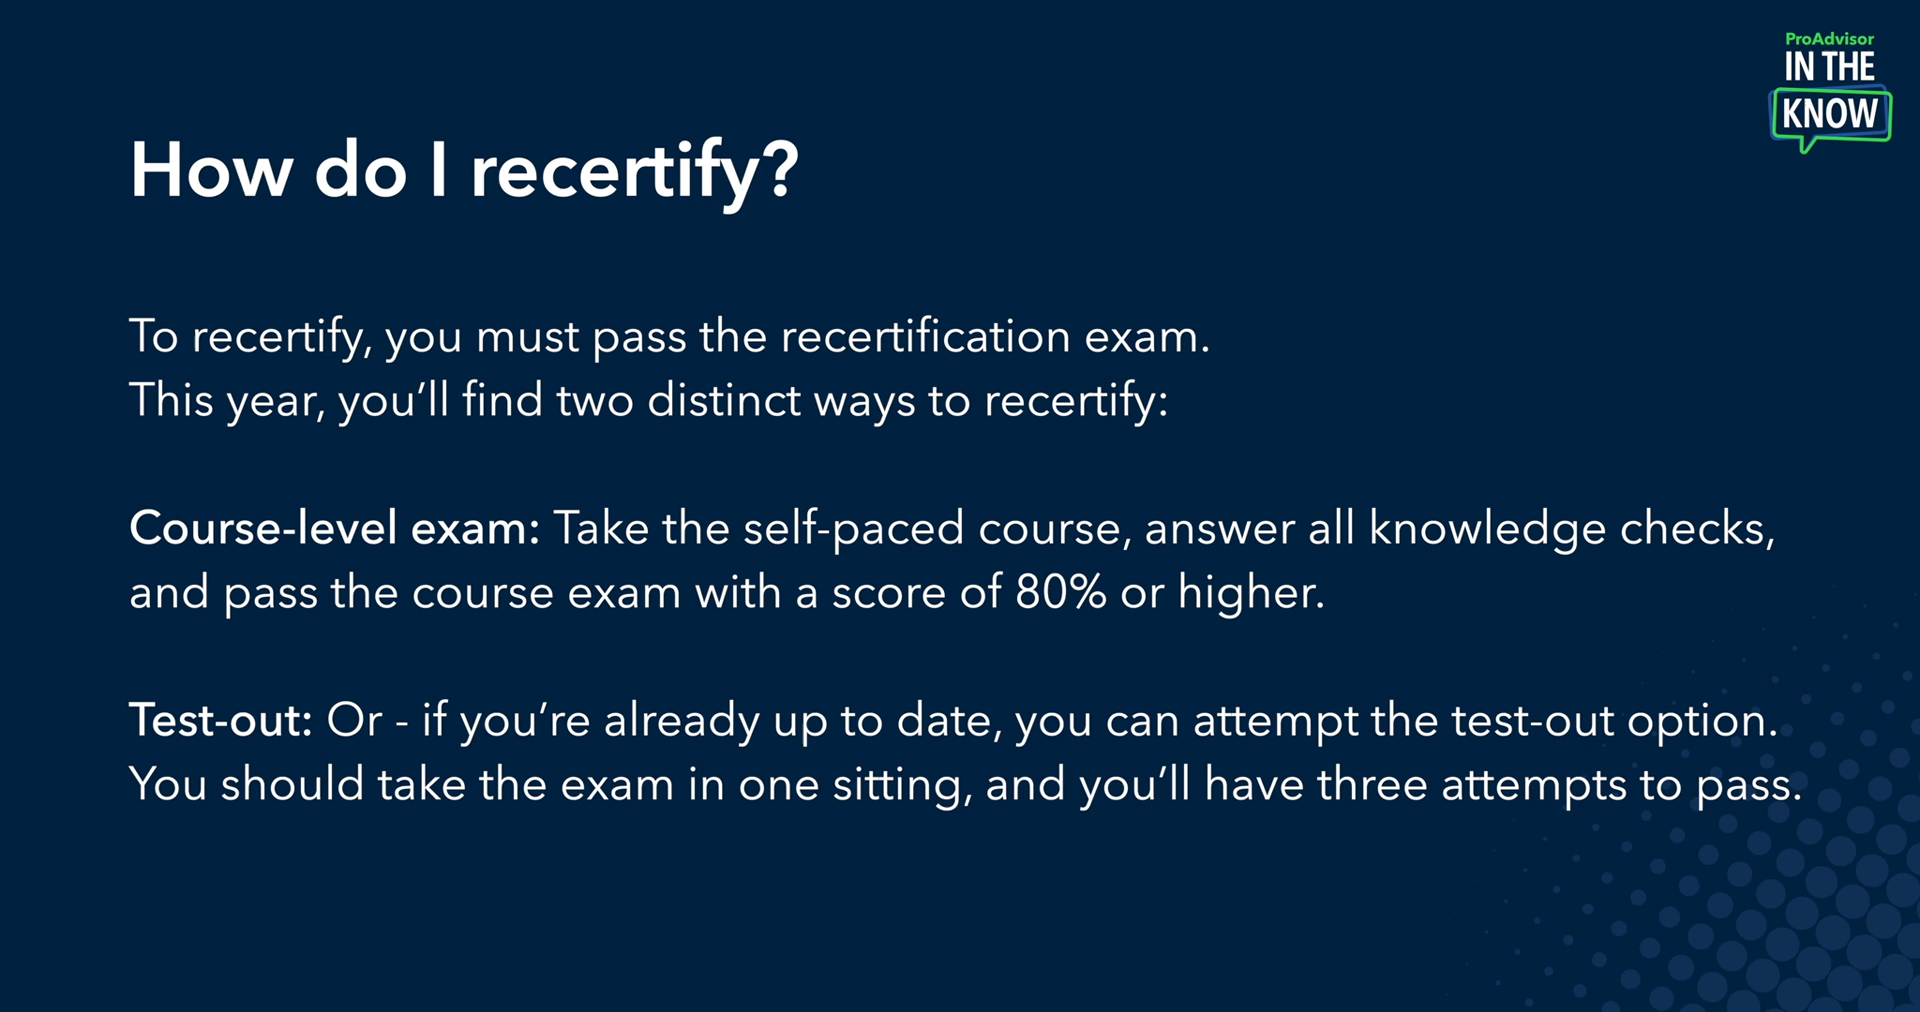 ProAdvisor
IN THE
KNOW
How do I recertify?
To recertify, you must pass the recertification exam.
This year, you’ll find two distinct ways to recertify:
Course-level exam: Take the self-paced course, answer all knowledge checks,
and pass the course exam with a score of 80% or higher.
Test-out: Or - if you’re already up to date, you can attempt the test-out option.
You should take the exam in one sitting, and you’ll have three attempts to pass.